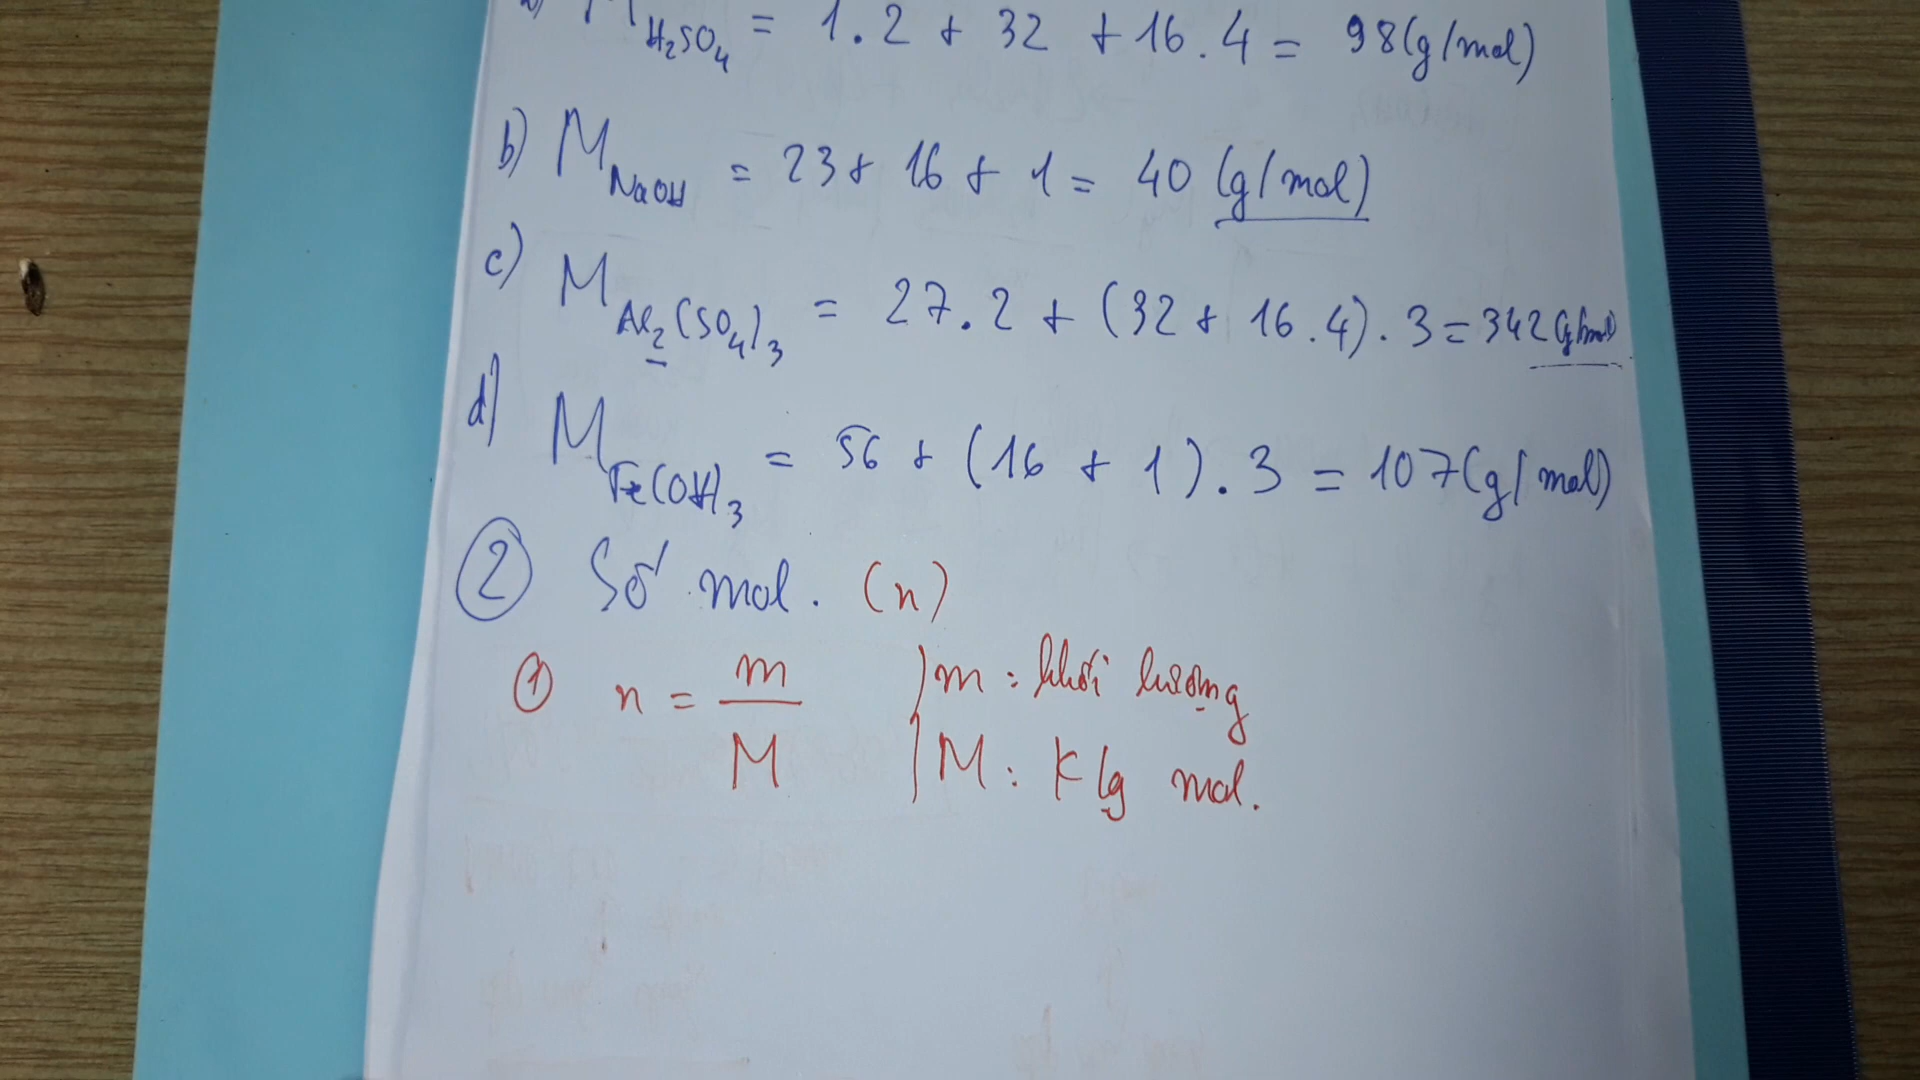 a) M H₂SO₄ = 1.2 + 32 + 16.4 = 98(g/mol)
b) M NaOH = 23 + 16 + 1 = 40 (g/mol)
c) M Al₂(SO₄)₃ = 27.2 + (32 + 16.4).3 = 342(g/mol)
d) M Fe(OH)₃ = 56 + (16 + 1).3 = 107(g/mol)
② Số mol. (n)
① n = m/M
m: khối lượng
M: Klg mol.